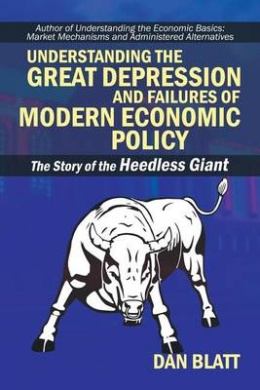 Author of Understanding the Economic Basics:
Market Mechanisms and Administered Alternatives
UNDERSTANDING THE
GREAT DEPRESSION
AND FAILURES OF
MODERN ECONOMIC
POLICY
The Story of the Heedless Giant
DAN BLATT